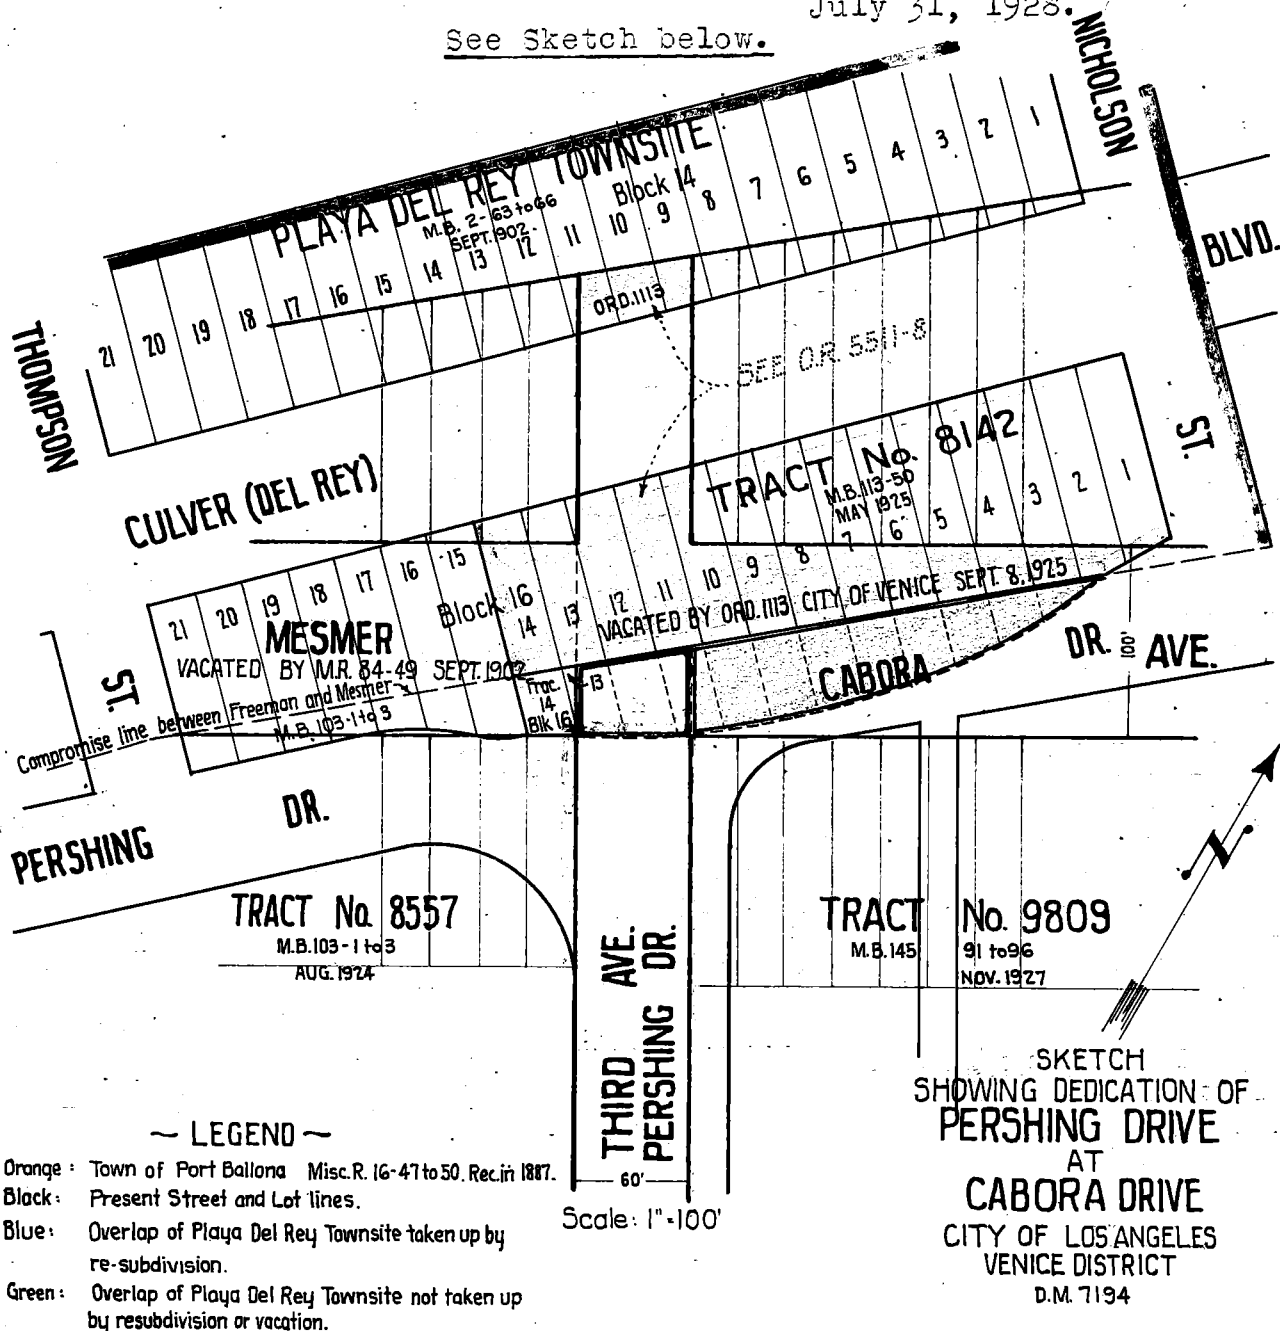 July 31, 1928.
See Sketch below.
NICHOLSON
ST.
BLVD.
PLAYA DEL REY TOWNSITE
M.B. 2-63 to 66
SEPT. 1902.
Block 14
21 20 19 18 17 16 15 14 13 12 11 10 9 8 7 6 5 4 3 2 1
ORD. 1113
SEE O.R. 5511-8
THOMPSON
ST.
CULVER (DEL REY)
TRACT No. 8142
M.B. 113-50
MAY 1925
21 20 19 18 17 16 15
Block 16
14 13 12 11 10 9 8 7 6 5 4 3 2 1
VACATED BY ORD. 1113 CITY OF VENICE SEPT. 8, 1925
MESMER
VACATED BY M.R. 84-49 SEPT. 1902
Compromise line between Freeman and Mesmer
M.B. 103-1 to 3
Frac.
14
Blk 16
13
CABORA DR.
100'
AVE.
PERSHING DR.
TRACT No. 8557
M.B. 103-1 to 3
AUG. 1924
THIRD AVE.
PERSHING DR.
60'
TRACT No. 9809
M.B. 145 91 to 96
NOV. 1927
Scale: 1"=100'
~ LEGEND ~
Orange: Town of Port Ballona Misc. R. 16-47 to 50. Rec. in 1887.
Black: Present Street and Lot lines.
Blue: Overlap of Playa Del Rey Townsite taken up by
re-subdivision.
Green: Overlap of Playa Del Rey Townsite not taken up
by resubdivision or vacation.
SKETCH
SHOWING DEDICATION OF
PERSHING DRIVE
AT
CABORA DRIVE
CITY OF LOS ANGELES
VENICE DISTRICT
D.M. 7194